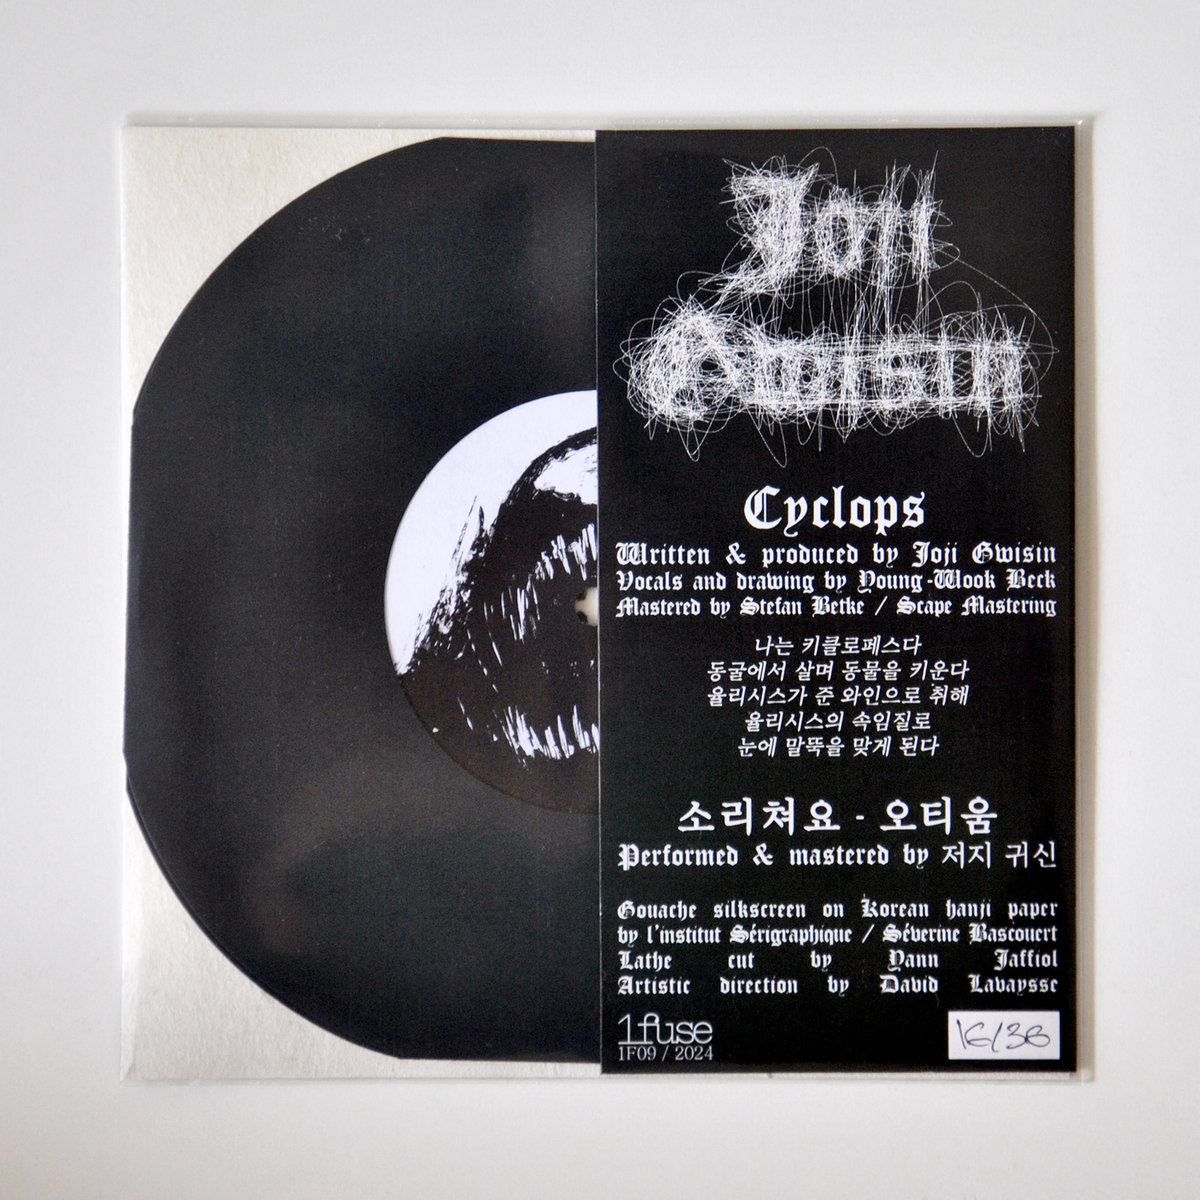 Joji
Gwisin
Cyclops
Written & produced by Joji Gwisin
Vocals and drawing by Young-Wook Beck
Mastered by Stefan Betke / Scape Mastering
나는 키클로페스다
동굴에서 살며 동물을 키운다
율리시스가 준 와인으로 취해
율리시스의 속임질로
눈에 말뚝을 맞게 된다
소리쳐요 - 오티움
Performed & mastered by 저지 귀신
Gouache silkscreen on Korean hanji paper
by l'institut Sérigraphique / Séverine Bascouert
Lathe cut by Yann Jaffiol
Artistic direction by David Lavaysse
1fuse
1F09 / 2024
16/36